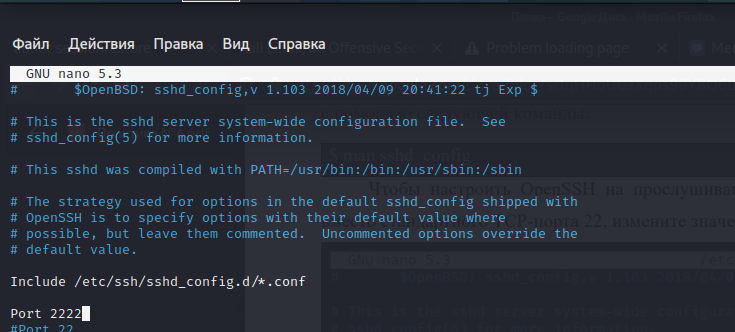 Problem loading page
Файл Действия Правка Вид Справка
GNU nano 5.3
# $OpenBSD: sshd_config,v 1.103 2018/04/09 20:41:22 tj Exp $
# This is the sshd server system-wide configuration file. See
# sshd_config(5) for more information.
# This sshd was compiled with PATH=/usr/bin:/bin:/usr/sbin:/sbin
# The strategy used for options in the default sshd_config shipped with
# OpenSSH is to specify options with their default value where
# possible, but leave them commented. Uncommented options override the
# default value.
Include /etc/ssh/sshd_config.d/*.conf
Port 2222
#Port 22